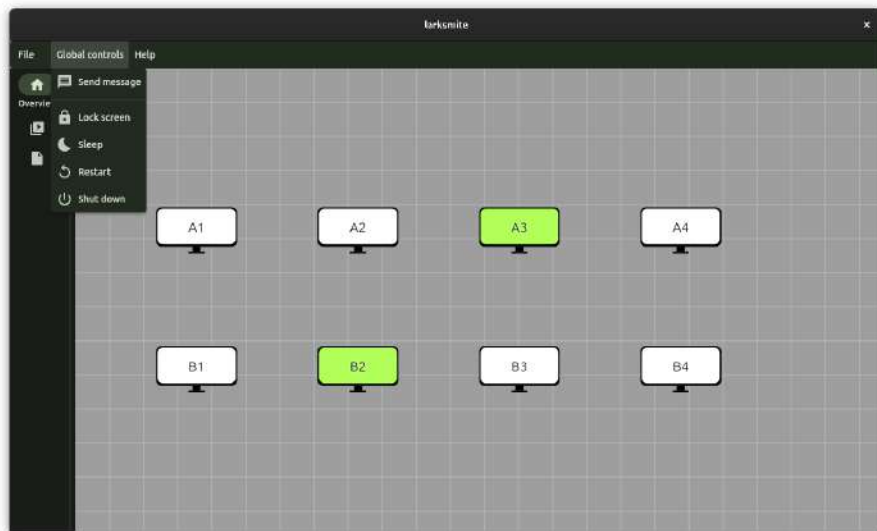 larksmite
File Global controls Help
Send message
Overvie
Lock screen
Sleep
Restart
Shut down
A1 A2 A3 A4
B1 B2 B3 B4